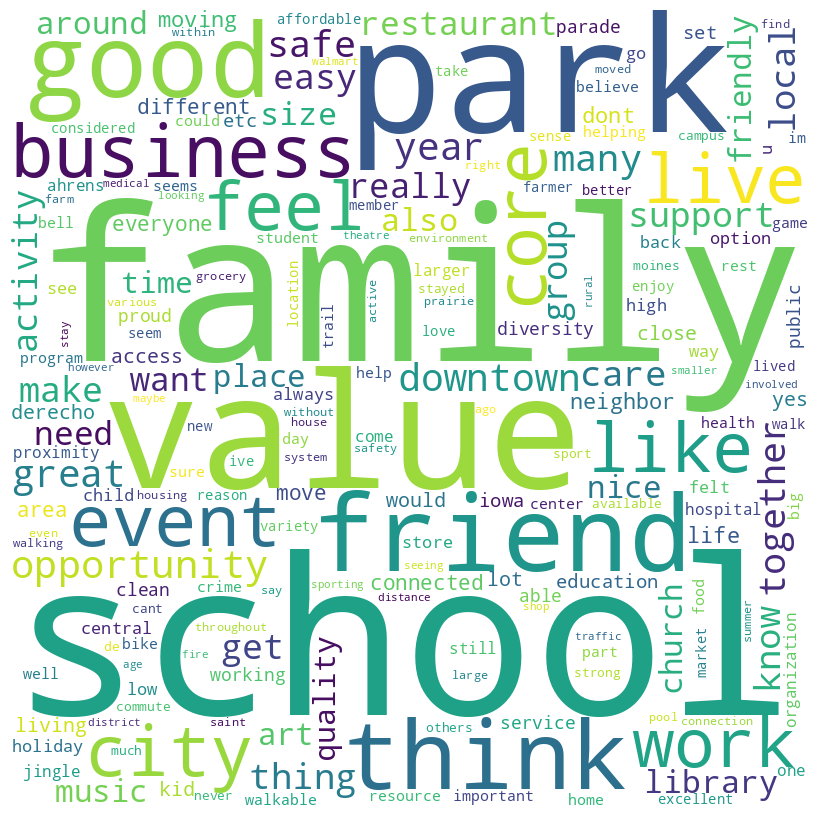 around
moving
affordable
within
safe
restaurant
parade
walmart
good
easy
park
take
go
set
find
moved
believe
friendly
local
different
could
etc
size
considered
dont
helping
business
year
sense
campus
u
im
right
many
live
ahrens
medical
seems
really
member
farmer
better
farm
looking
feel
core
support
bell
everyone
also
group
back
option
game
activity
student
theatre
environment
see
time
grocery
location
larger
moines
rest
various
stayed
active
prairie
rural
enjoy
public
proud
trail
love
diversity
high
family
seem
stay
program
access
close
however
way
want
place
help
downtown
care
lived
make
smaller
involved
always
neighbor
yes
derecho
value
without
maybe
ago
new
house
need
day
come
like
health
walk
proximity
ive
safety
system
sport
felt
great
sure
child
housing
reason
move
nice
would
iowa
center
available
hospital
big
together
area
event
variety
friend
even
store
life
walking
seeing
opportunity
clean
crime
say
connected
lot
sporting
education
cant
distance
able
food
central
throughout
shop
school
church
know
market
summer
organization
de
bike
get
quality
still
traffic
well
age
fire
part
low
working
large
strong
commute
living
district
saint
others
service
pool
connection
holiday
much
city
art
think
work
one
jingle
thing
library
music
kid
never
walkable
resource
important
home
excellent